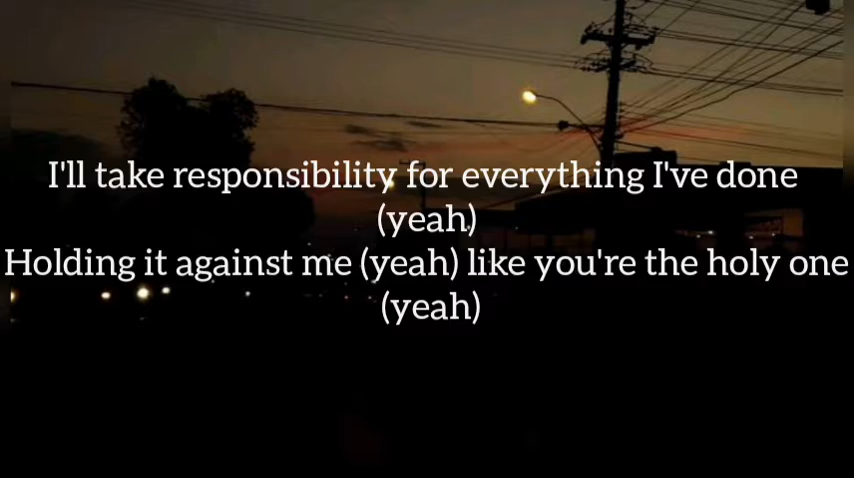 I'll take responsibility for everything I've done
(yeah)
Holding it against me (yeah) like you're the holy one
(yeah)